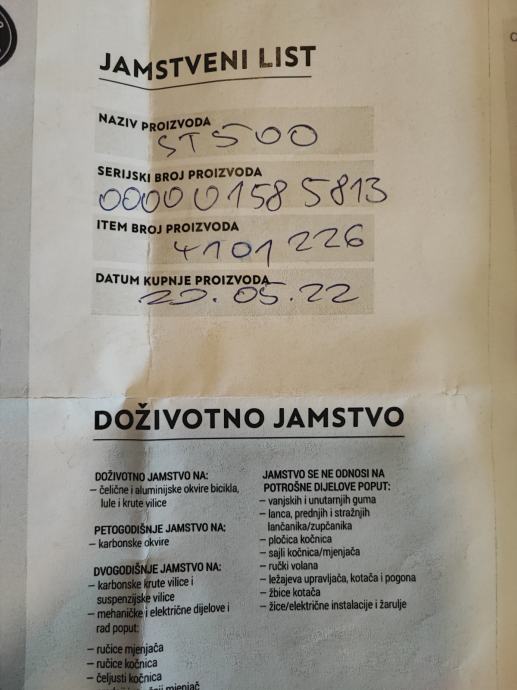 JAMSTVENI LIST
NAZIV PROIZVODA
ST500
SERIJSKI BROJ PROIZVODA
0000 0158 5813
ITEM BROJ PROIZVODA
4101 226
DATUM KUPNJE PROIZVODA
.05.22
DOŽIVOTNO JAMSTVO
DOŽIVOTNO JAMSTVO NA:
– čelične i aluminijske okvire bicikla,
lule i krute vilice
PETOGODIŠNJE JAMSTVO NA:
– karbonske okvire
DVOGODIŠNJE JAMSTVO NA:
– karbonske krute vilice i
suspenzijske vilice
– mehaničke i električne dijelove i
rad poput:
– ručice mjenjača
– ručice kočnica
– čeljusti kočnica
mjenjač
JAMSTVO SE NE ODNOSI NA
POTROŠNE DIJELOVE POPUT:
– vanjskih i unutarnjih guma
– lanca, prednjih i stražnjih
lančanika/zupčanika
– pločica kočnica
– sajli kočnica/mjenjača
– ručki volana
– ležajeva upravljača, kotača i pogona
– žbice kotača
– žice/električne instalacije i žarulje